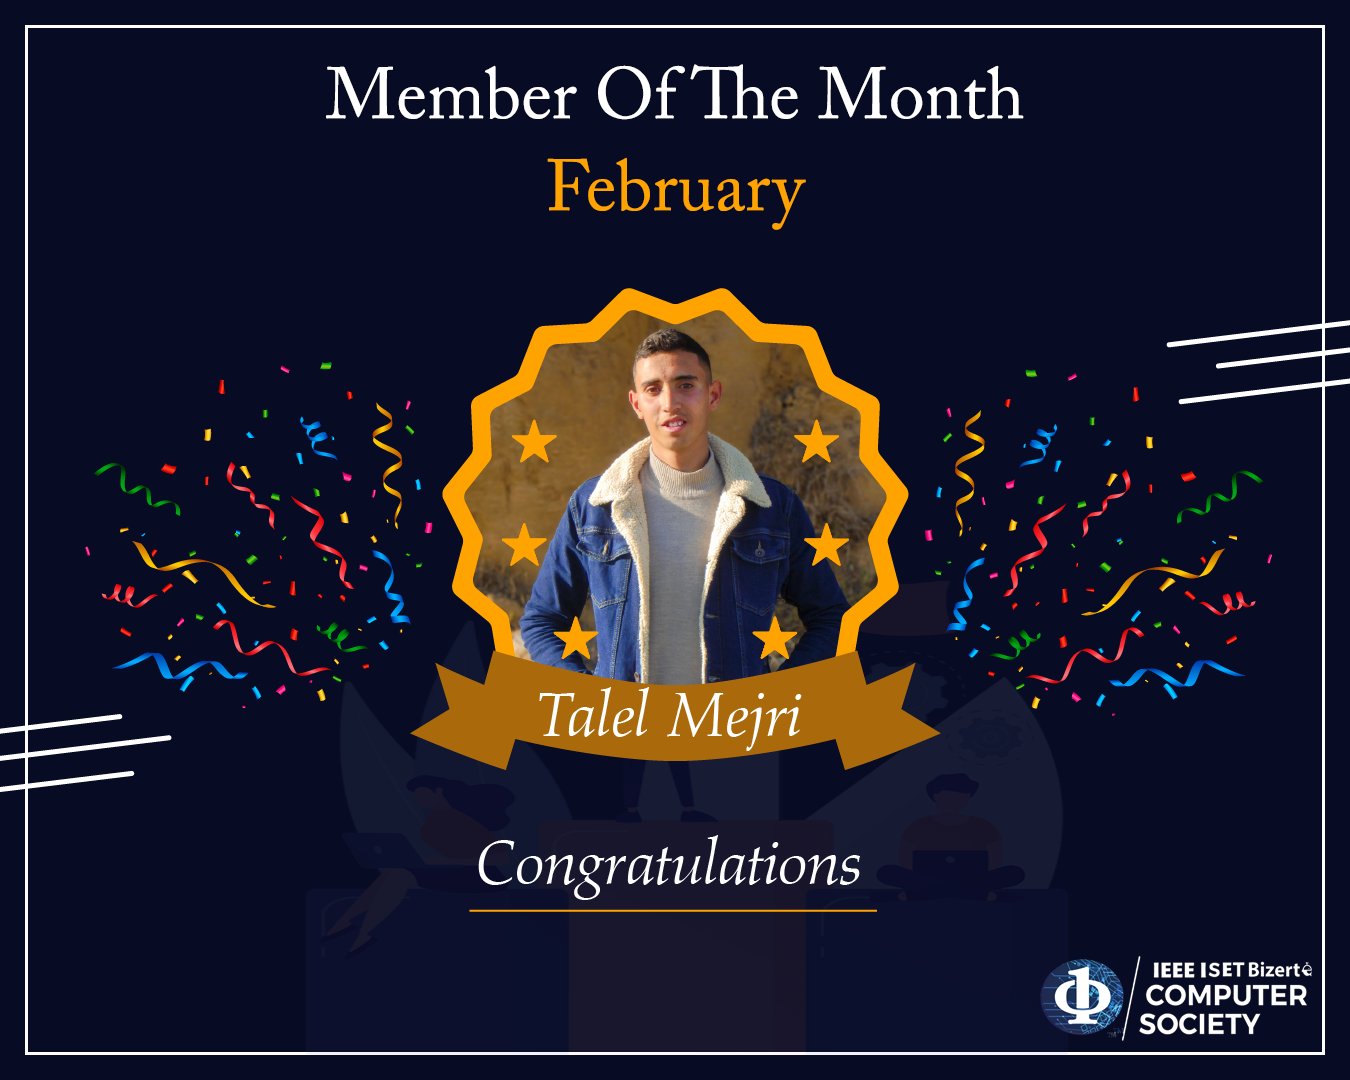 Member Of The Month
February
Talel Mejri
Congratulations
IEEE ISET Bizerte
COMPUTER
SOCIETY